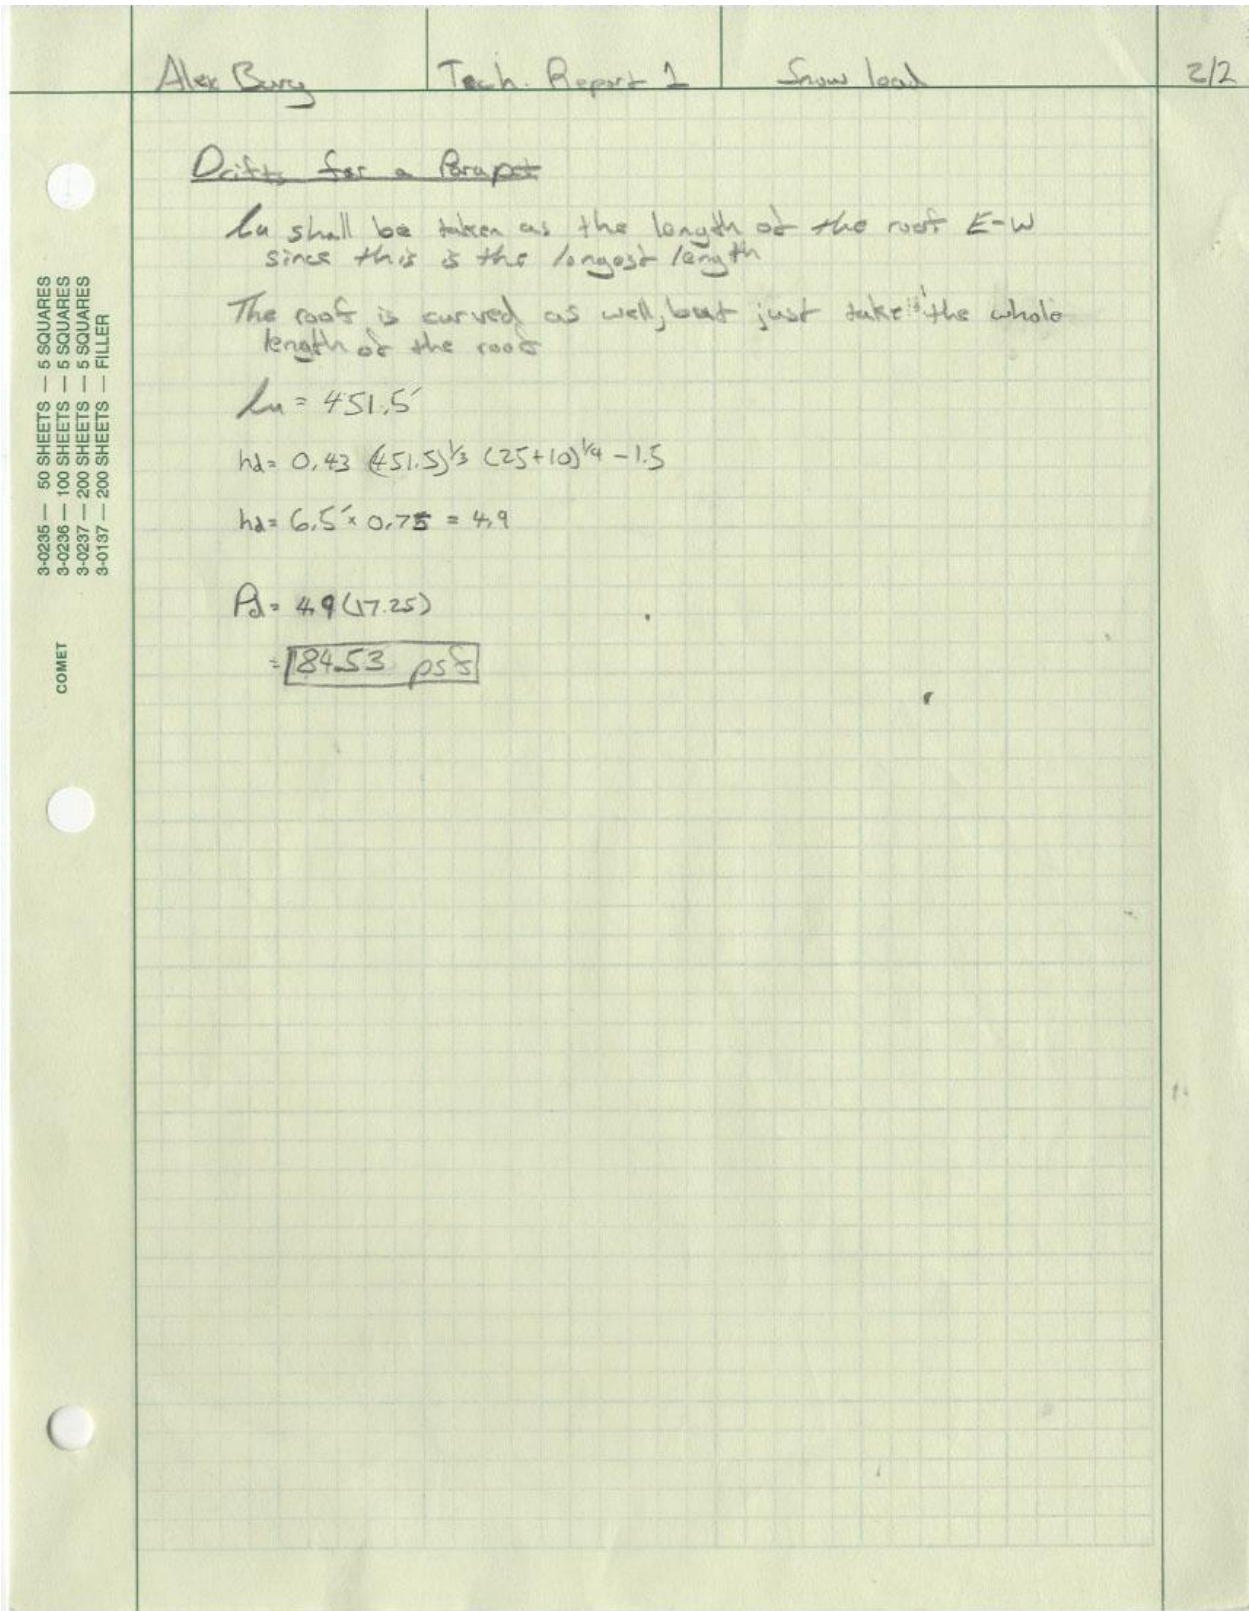 Alex Burg
Tech. Report 1
Snow load
2/2
Drifts for a Parapet
lu shall be taken as the length of the roof E-W
since this is the longest length
The roof is curved as well, but just take the whole
length of the roof
lu = 451.5'
hd = 0.43 (451.5)^1/3 (25+10)^1/4 - 1.5
hd = 6.5' x 0.75 = 4.9
Pd = 4.9 (17.25)
= 84.53 psf
3-0235 — 50 SHEETS — 5 SQUARES
3-0236 — 100 SHEETS — 5 SQUARES
3-0237 — 200 SHEETS — 5 SQUARES
3-0137 — 200 SHEETS — FILLER
COMET